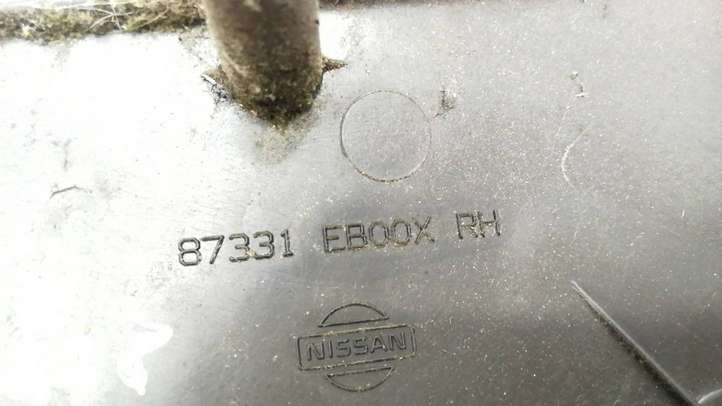 87331 EB00X RH
NISSAN